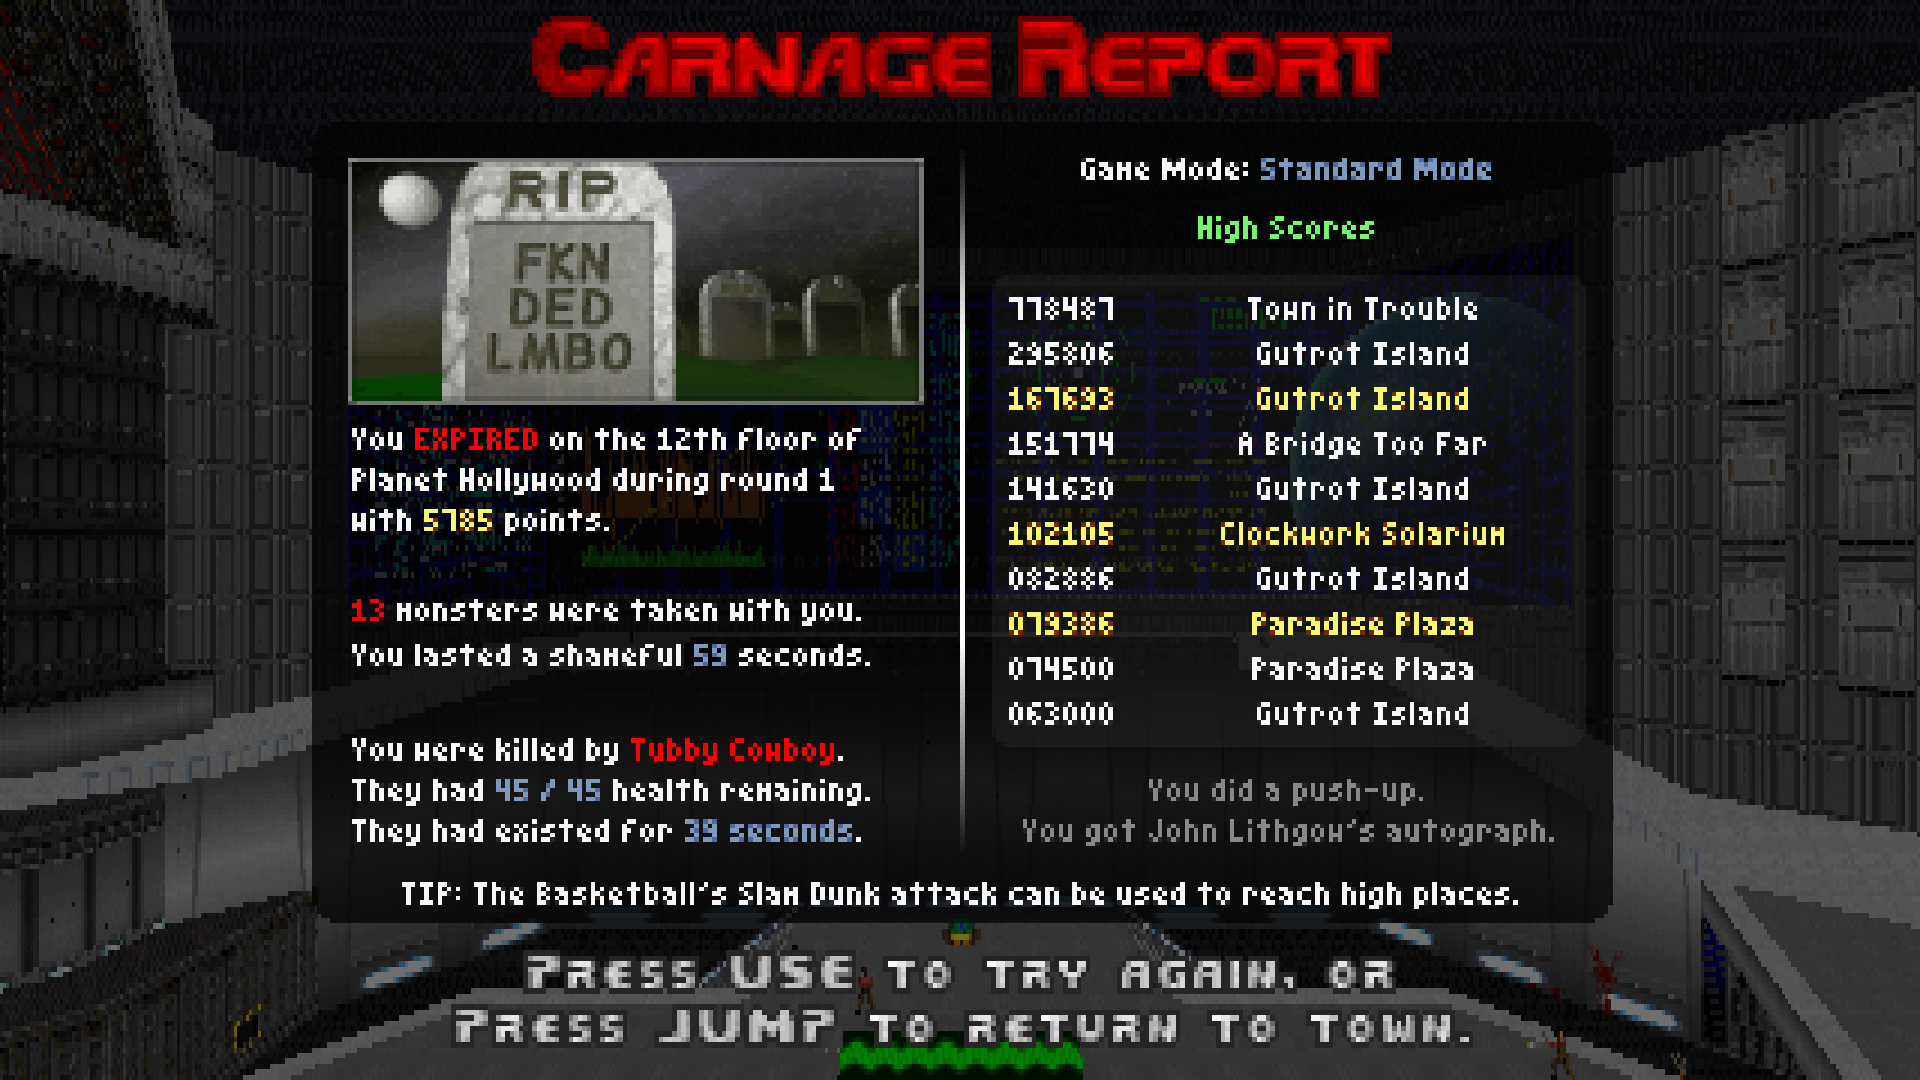 Carnage Report
RIP
FKN
DED
LMBO
You EXPIRED on the 12th floor of
Planet Hollywood during round 1
with 5785 points.
13 monsters were taken with you.
You lasted a shameful 59 seconds.
You were killed by Tubby Cowboy.
They had 45 / 45 health remaining.
They had existed for 39 seconds.
Game Mode: Standard Mode
High Scores
778487 Town in Trouble
295806 Gutrot Island
167693 Gutrot Island
151774 A Bridge Too Far
141630 Gutrot Island
102105 Clockwork Solarium
082886 Gutrot Island
079386 Paradise Plaza
074500 Paradise Plaza
063000 Gutrot Island
You did a push-up.
You got John Lithgow's autograph.
TIP: The Basketball's Slam Dunk attack can be used to reach high places.
Press USE to try again, or
Press JUMP to return to town.